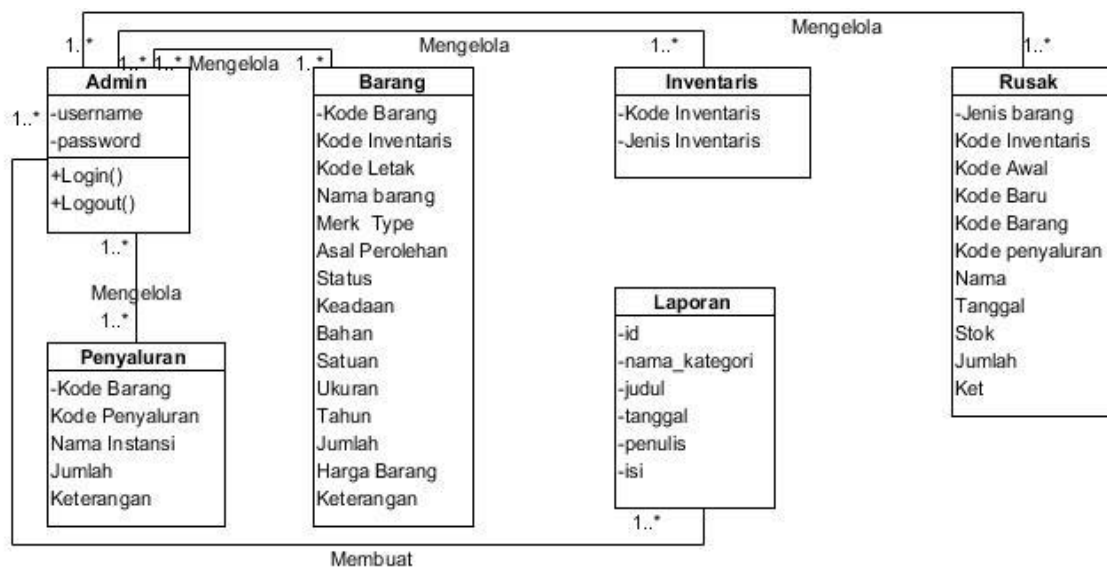 Mengelola
1..*
1..*
Mengelola
1..*
1..*
Mengelola
1..*
1..*
1..*
Admin
-username
-password
+Login()
+Logout()
1..*
Mengelola
1..*
Penyaluran
-Kode Barang
Kode Penyaluran
Nama Instansi
Jumlah
Keterangan
Barang
-Kode Barang
Kode Inventaris
Kode Letak
Nama barang
Merk Type
Asal Perolehan
Status
Keadaan
Bahan
Satuan
Ukuran
Tahun
Jumlah
Harga Barang
Keterangan
Inventaris
-Kode Inventaris
-Jenis Inventaris
Laporan
-id
-nama_kategori
-judul
-tanggal
-penulis
-isi
1..*
Membuat
Rusak
-Jenis barang
Kode Inventaris
Kode Awal
Kode Baru
Kode Barang
Kode penyaluran
Nama
Tanggal
Stok
Jumlah
Ket